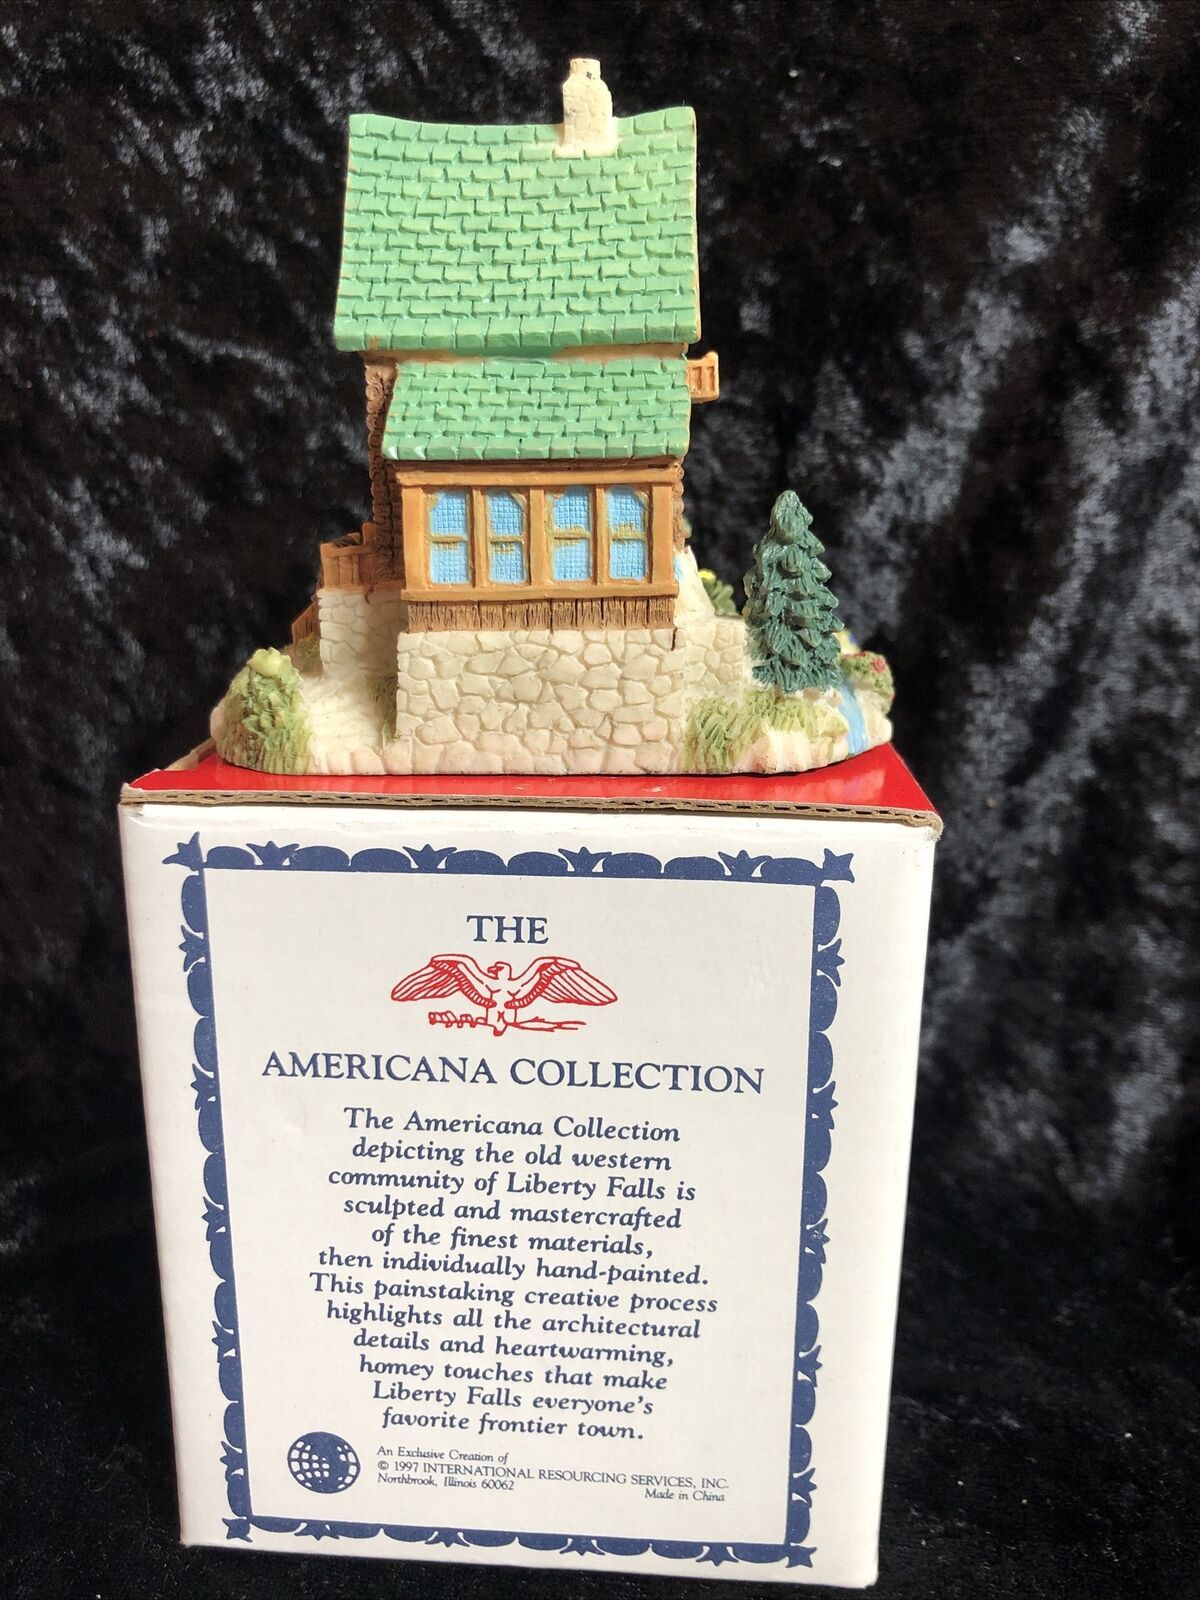 THE
AMERICANA COLLECTION
The Americana Collection
depicting the old western
community of Liberty Falls is
sculpted and mastercrafted
of the finest materials,
then individually hand-painted.
This painstaking creative process
highlights all the architectural
details and heartwarming,
homey touches that make
Liberty Falls everyone's
favorite frontier town.
An Exclusive Creation of
© 1997 INTERNATIONAL RESOURCING SERVICES, INC.
Northbrook, Illinois 60062
Made in China